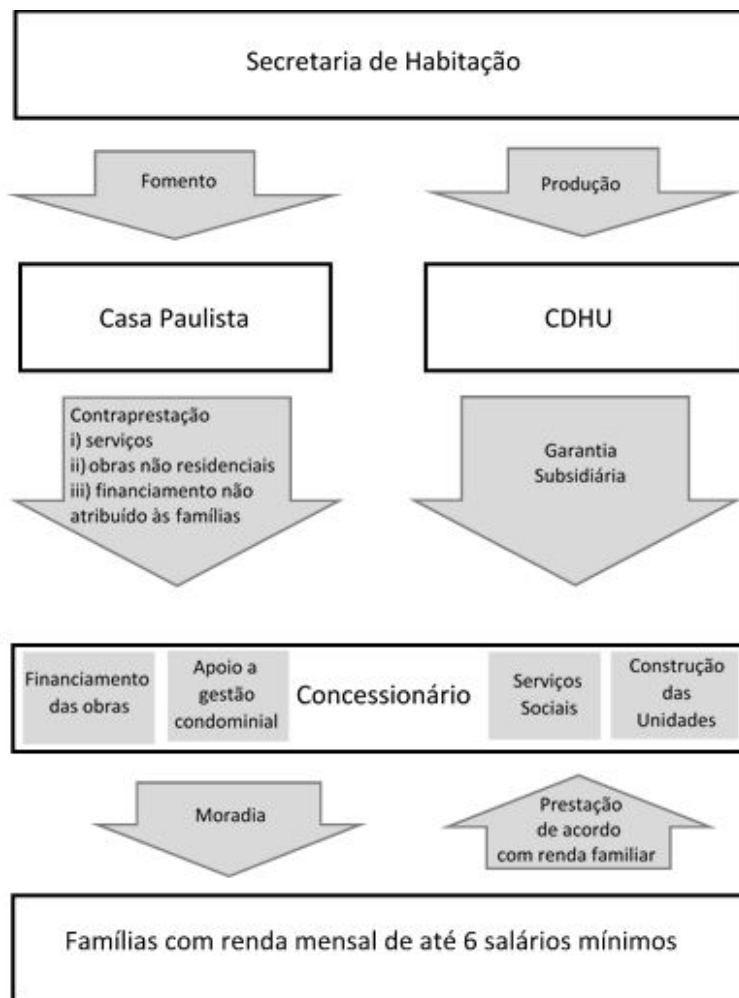 Secretaria de Habitação
Fomento
Produção
Casa Paulista
CDHU
Contraprestação
i) serviços
ii) obras não residenciais
iii) financiamento não
atribuído às famílias
Garantia
Subsidiária
Financiamento
das obras
Apoio a
gestão
condominial
Concessionário
Serviços
Sociais
Construção
das
Unidades
Moradia
Prestação
de acordo
com renda familiar
Famílias com renda mensal de até 6 salários mínimos